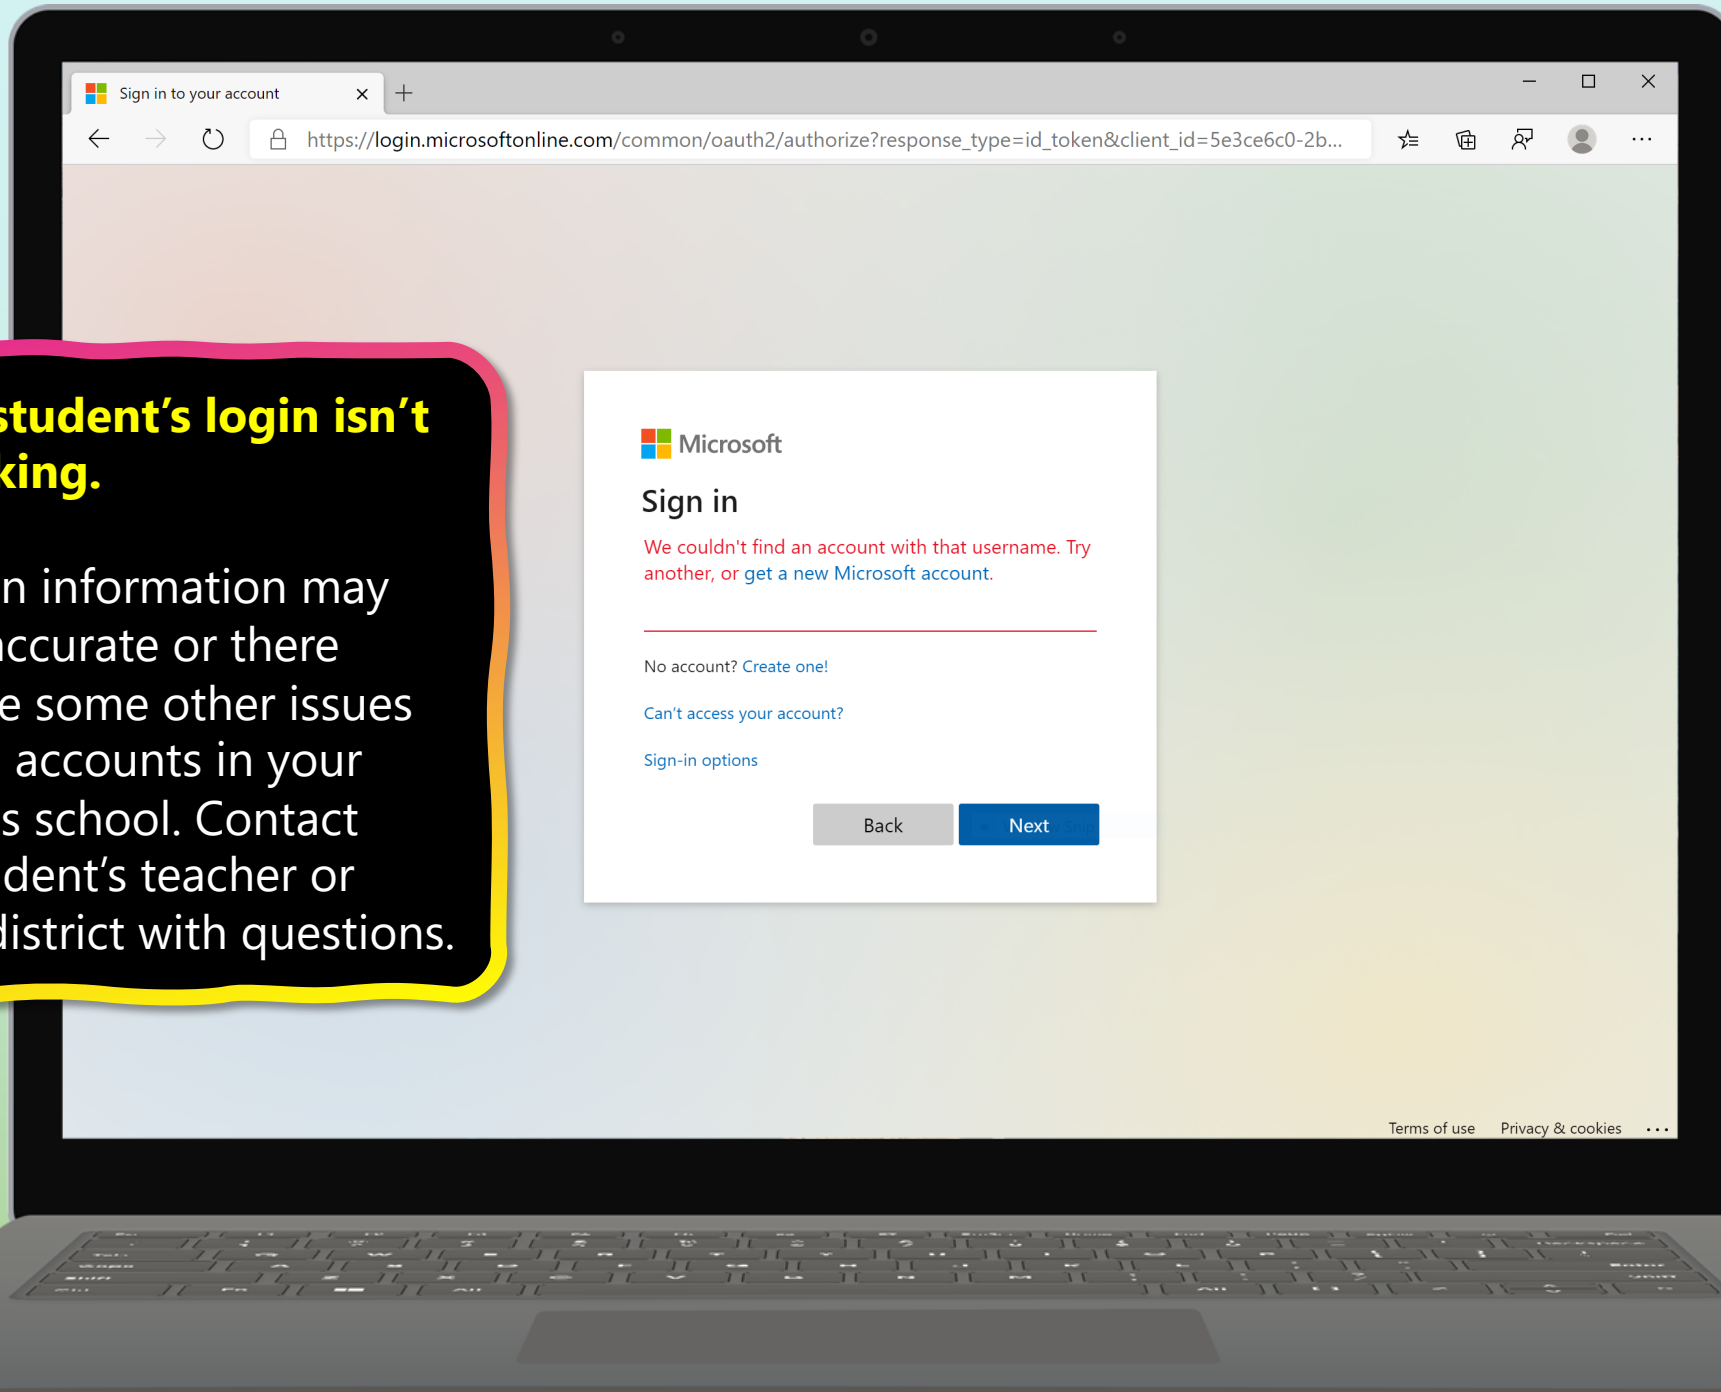 Sign in to your account
https://login.microsoftonline.com/common/oauth2/authorize?response_type=id_token&client_id=5e3ce6c0-2b...
student's login isn't
king.
n information may
accurate or there
e some other issues
accounts in your
s school. Contact
dent's teacher or
district with questions.
Microsoft
Sign in
We couldn't find an account with that username. Try
another, or get a new Microsoft account.
No account? Create one!
Can't access your account?
Sign-in options
Back
Next
Terms of use
Privacy & cookies